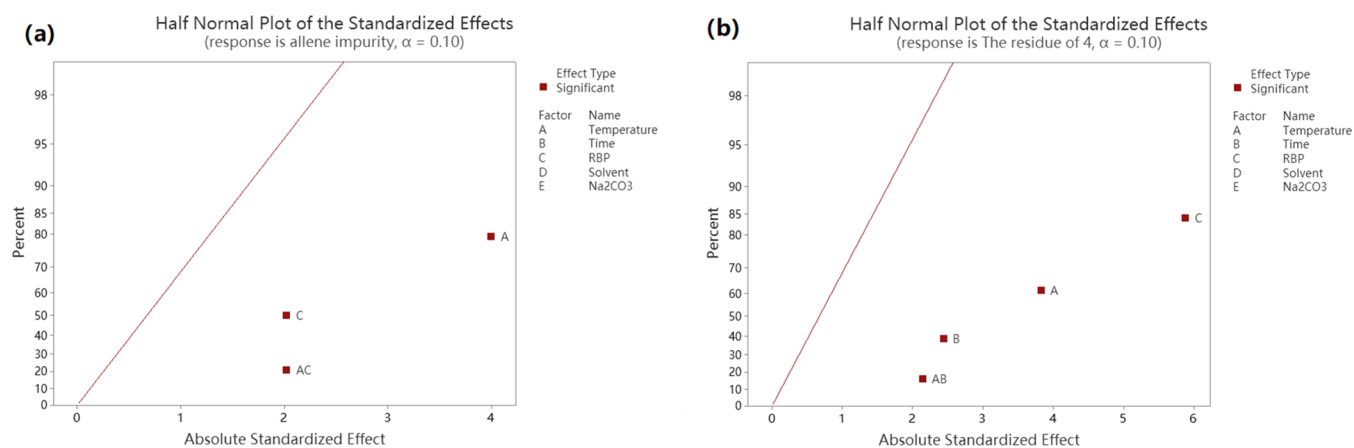 (a)
Half Normal Plot of the Standardized Effects
(response is allene impurity, α = 0.10)
Percent
98
95
90
85
80
70
60
50
40
30
20
10
0
A
C
AC
0 1 2 3 4
Absolute Standardized Effect
Effect Type
Significant
Factor Name
A Temperature
B Time
C RBP
D Solvent
E Na2CO3
(b)
Half Normal Plot of the Standardized Effects
(response is The residue of 4, α = 0.10)
Percent
98
95
90
85
80
70
60
50
40
30
20
10
0
C
A
B
AB
0 1 2 3 4 5 6
Absolute Standardized Effect
Effect Type
Significant
Factor Name
A Temperature
B Time
C RBP
D Solvent
E Na2CO3